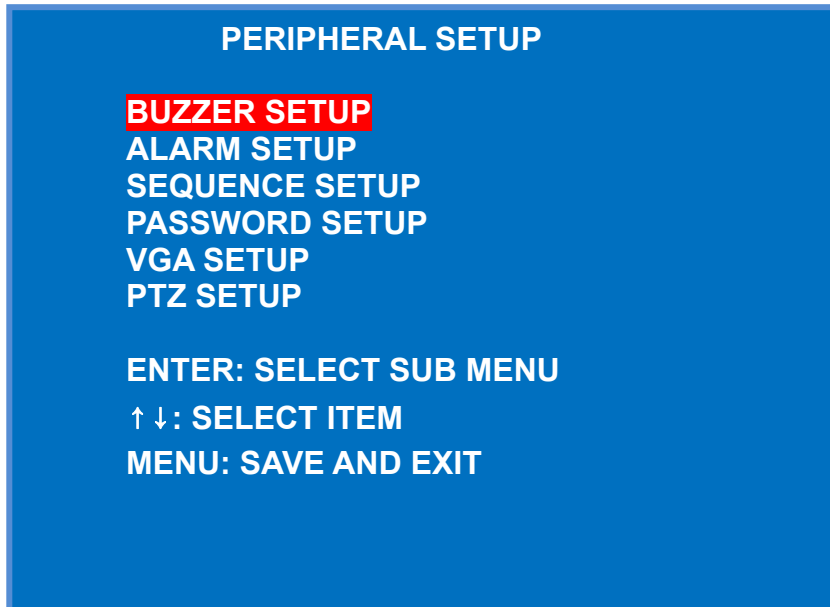 PERIPHERAL SETUP
BUZZER SETUP
ALARM SETUP
SEQUENCE SETUP
PASSWORD SETUP
VGA SETUP
PTZ SETUP
ENTER: SELECT SUB MENU
↑↓: SELECT ITEM
MENU: SAVE AND EXIT